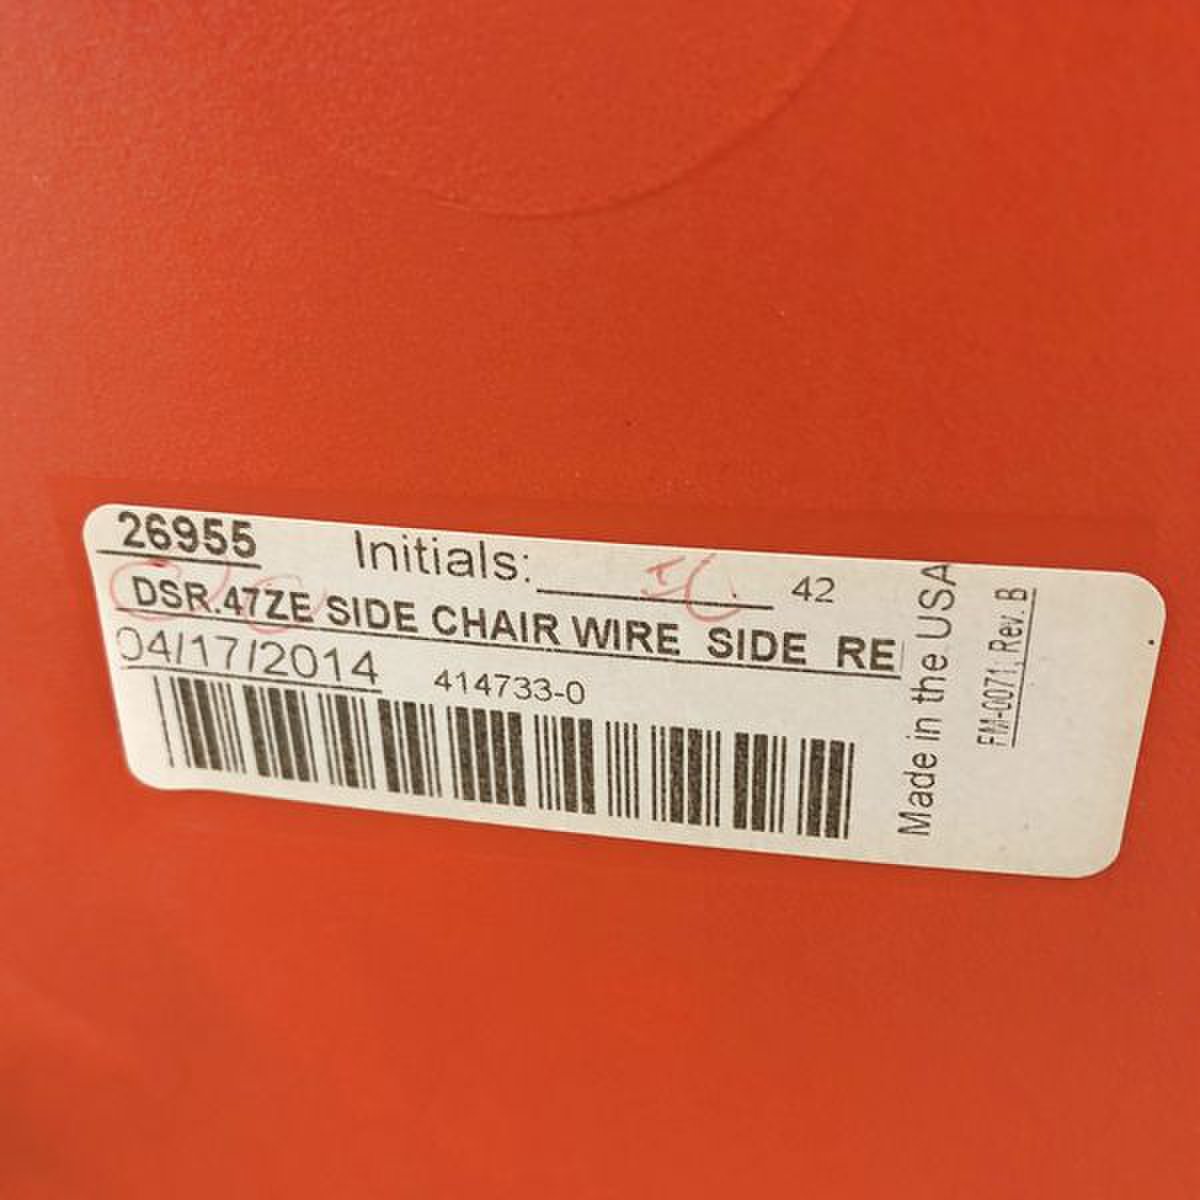 26955
Initials: IC 42
DSR.47ZE SIDE CHAIR WIRE SIDE RE
04/17/2014
414733-0
Made in the USA
FM-0071, Rev. B